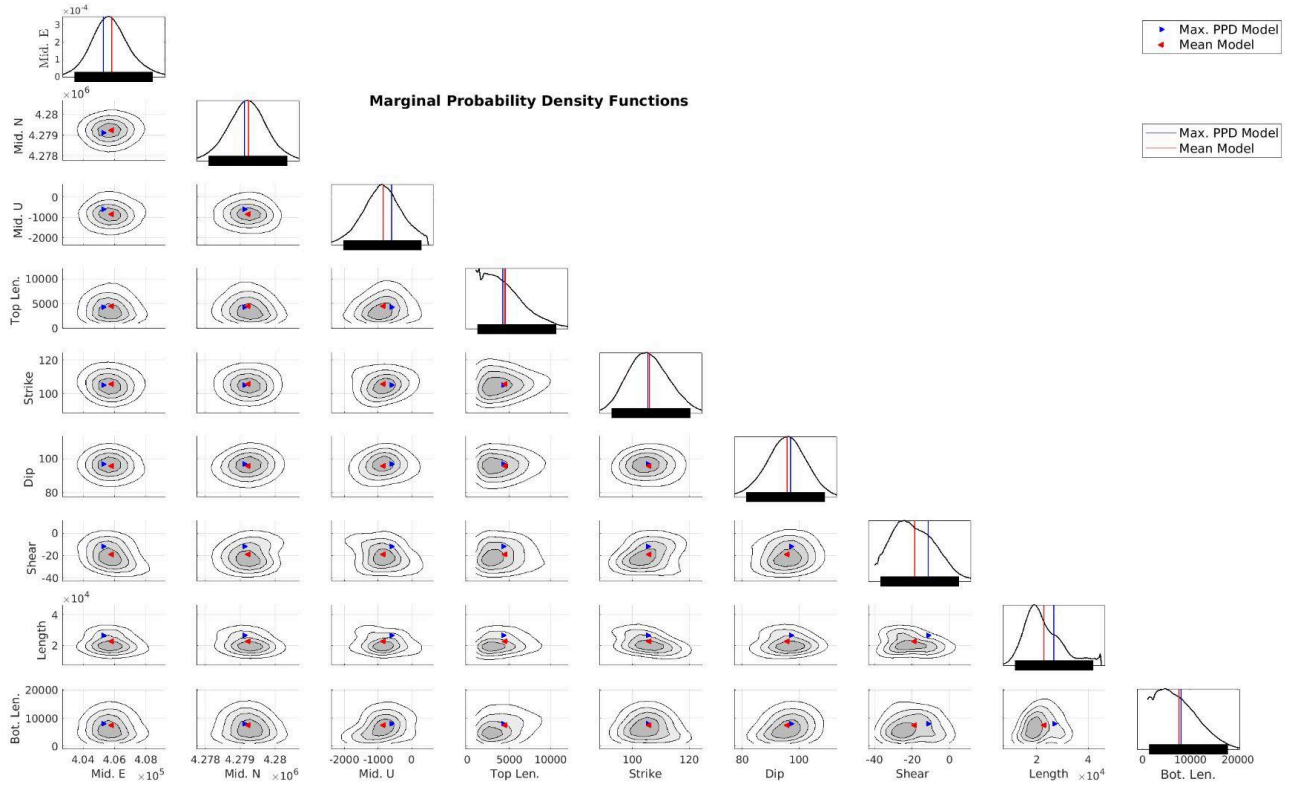 ×10⁻⁴
3
2
1
0
Mid. E
Max. PPD Model
Mean Model
Marginal Probability Density Functions
×10⁶
4.28
4.279
4.278
Mid. N
Max. PPD Model
Mean Model
0
-1000
-2000
Mid. U
10000
5000
0
Top Len.
120
100
Strike
100
80
Dip
0
-20
-40
Shear
×10⁴
4
2
Length
20000
10000
0
Bot. Len.
4.04 4.06 4.08
Mid. E ×10⁵
4.278 4.279 4.28
Mid. N ×10⁶
-2000 -1000 0
Mid. U
0 5000 10000
Top Len.
100 120
Strike
80 100
Dip
-40 -20 0
Shear
2 4
Length ×10⁴
0 10000 20000
Bot. Len.